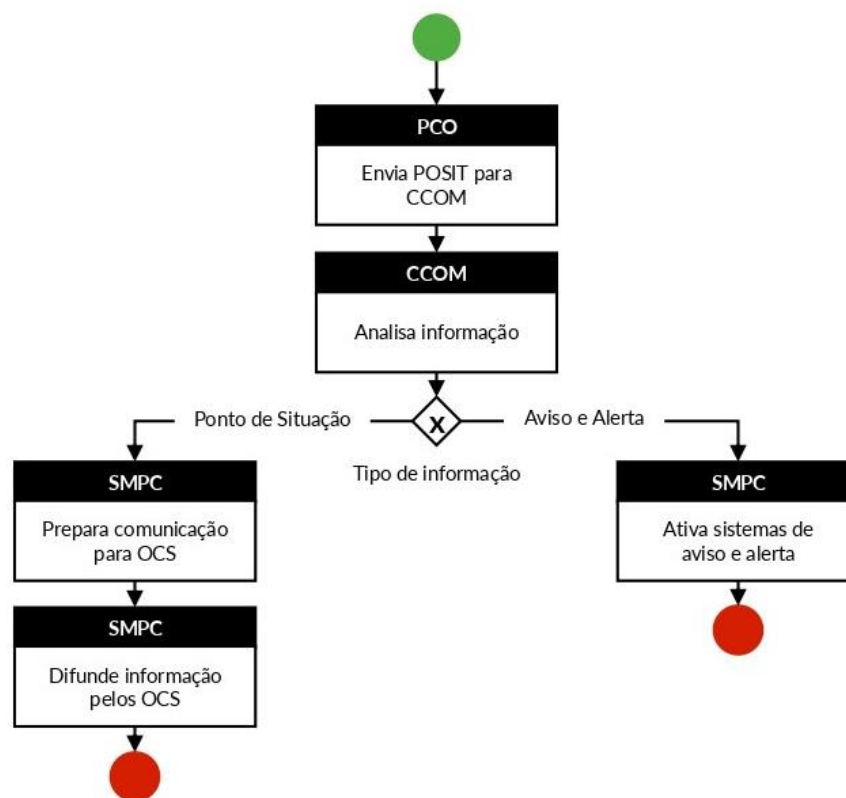 PCO
Envia POSIT para
CCOM
CCOM
Analisa informação
Ponto de Situação
X
Aviso e Alerta
Tipo de informação
SMPC
Prepara comunicação
para OCS
SMPC
Ativa sistemas de
aviso e alerta
SMPC
Difunde informação
pelos OCS